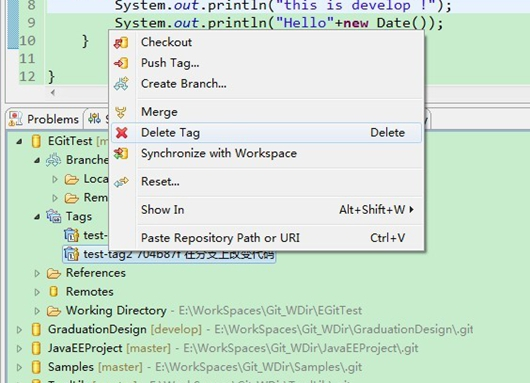 8 System.out.println("this is develop !");
9 System.out.println("Hello"+new Date());
10 }
11
12 }
Checkout
Push Tag...
Create Branch...
Merge
Delete Tag Delete
Synchronize with Workspace
Reset...
Show In Alt+Shift+W
Paste Repository Path or URI Ctrl+V
Problems
EGitTest
Branche
Loca
Rem
Tags
test-
test-tag2 704b87f 在分支上改变代码
References
Remotes
Working Directory - E:\WorkSpaces\Git_WDir\EGitTest
GraduationDesign [develop] - E:\WorkSpaces\Git_WDir\GraduationDesign\.git
JavaEEProject [master] - E:\WorkSpaces\Git_WDir\JavaEEProject\.git
Samples [master] - E:\WorkSpaces\Git_WDir\Samples\.git